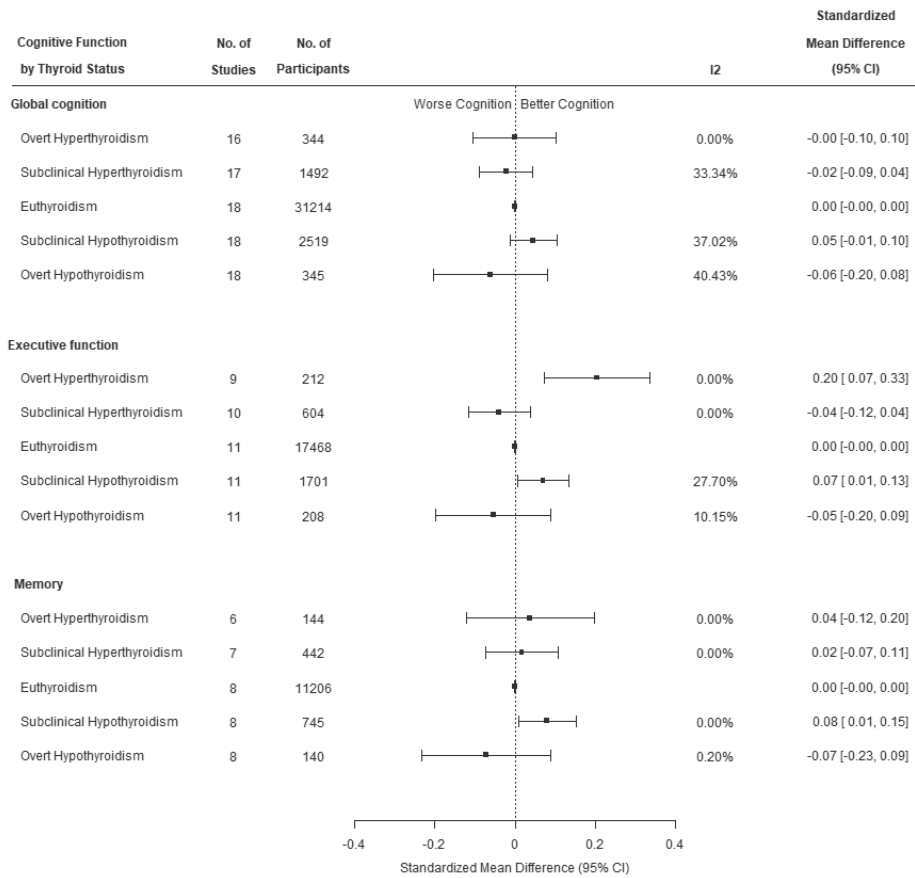 Standardized
Cognitive Function No. of No. of Mean Difference
by Thyroid Status Studies Participants I2 (95% CI)
Global cognition Worse Cognition Better Cognition
Overt Hyperthyroidism 16 344 0.00% -0.00 [-0.10, 0.10]
Subclinical Hyperthyroidism 17 1492 33.34% -0.02 [-0.09, 0.04]
Euthyroidism 18 31214 0.00 [-0.00, 0.00]
Subclinical Hypothyroidism 18 2519 37.02% 0.05 [-0.01, 0.10]
Overt Hypothyroidism 18 345 40.43% -0.06 [-0.20, 0.08]
Executive function
Overt Hyperthyroidism 9 212 0.00% 0.20 [ 0.07, 0.33]
Subclinical Hyperthyroidism 10 604 0.00% -0.04 [-0.12, 0.04]
Euthyroidism 11 17468 0.00 [-0.00, 0.00]
Subclinical Hypothyroidism 11 1701 27.70% 0.07 [ 0.01, 0.13]
Overt Hypothyroidism 11 208 10.15% -0.05 [-0.20, 0.09]
Memory
Overt Hyperthyroidism 6 144 0.00% 0.04 [-0.12, 0.20]
Subclinical Hyperthyroidism 7 442 0.00% 0.02 [-0.07, 0.11]
Euthyroidism 8 11206 0.00 [-0.00, 0.00]
Subclinical Hypothyroidism 8 745 0.00% 0.08 [ 0.01, 0.15]
Overt Hypothyroidism 8 140 0.20% -0.07 [-0.23, 0.09]
-0.4 -0.2 0 0.2 0.4
Standardized Mean Difference (95% CI)